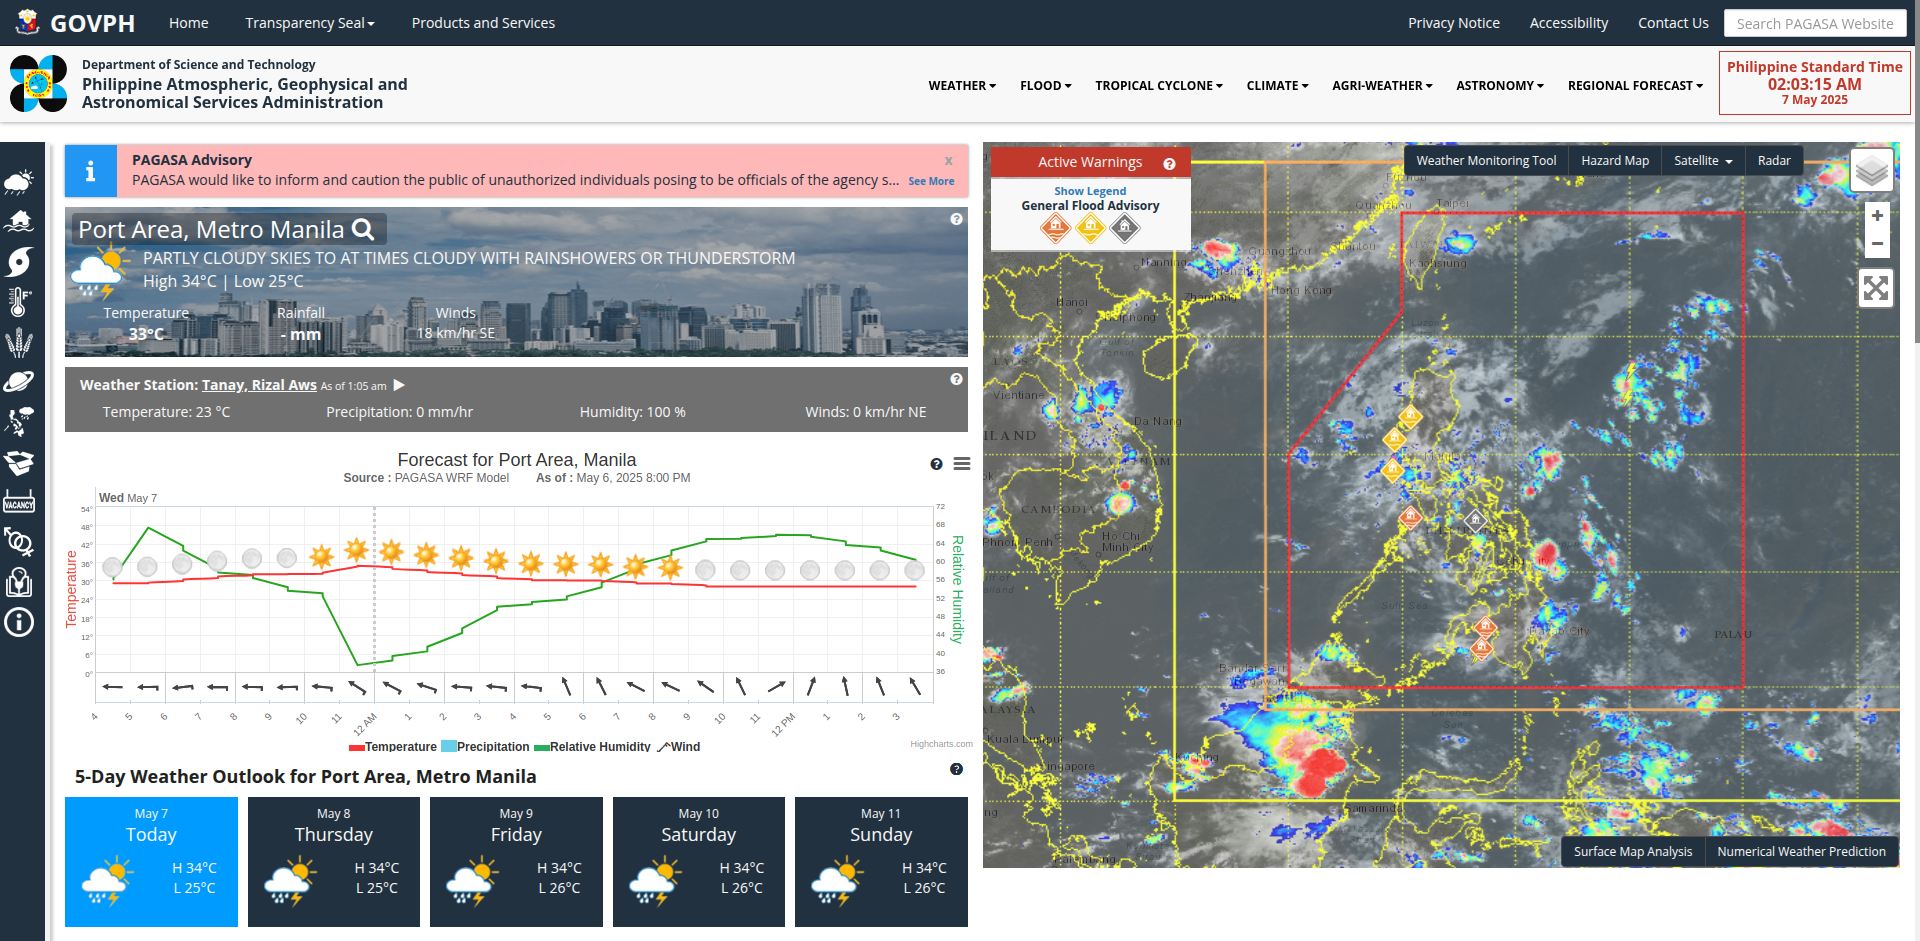 GOVPH
Home
Transparency Seal
Products and Services
Privacy Notice
Accessibility
Contact Us
Search PAGASA Website
Department of Science and Technology
Philippine Atmospheric, Geophysical and
Astronomical Services Administration
WEATHER
FLOOD
TROPICAL CYCLONE
CLIMATE
AGRI-WEATHER
ASTRONOMY
REGIONAL FORECAST
Philippine Standard Time
02:03:15 AM
7 May 2025
PAGASA Advisory
x
PAGASA would like to inform and caution the public of unauthorized individuals posing to be officials of the agency s... See More
Port Area, Metro Manila
PARTLY CLOUDY SKIES TO AT TIMES CLOUDY WITH RAINSHOWERS OR THUNDERSTORM
High 34°C | Low 25°C
Temperature
33°C
Rainfall
- mm
Winds
18 km/hr SE
Weather Station: Tanay, Rizal Aws As of 1:05 am
Temperature: 23 °C
Precipitation: 0 mm/hr
Humidity: 100 %
Winds: 0 km/hr NE
Forecast for Port Area, Manila
Source : PAGASA WRF Model As of : May 6, 2025 8:00 PM
Wed May 7
54°
48°
42°
36°
30°
24°
18°
12°
6°
0°
Temperature
72
68
64
60
56
52
48
44
40
36
Relative Humidity
4 5 6 7 8 9 10 11 12 AM 1 2 3 4 5 6 7 8 9 10 11 12 PM 1 2 3
Temperature Precipitation Relative Humidity Wind
Highcharts.com
5-Day Weather Outlook for Port Area, Metro Manila
May 7
Today
H 34°C
L 25°C
May 8
Thursday
H 34°C
L 25°C
May 9
Friday
H 34°C
L 26°C
May 10
Saturday
H 34°C
L 26°C
May 11
Sunday
H 34°C
L 26°C
VACANCY
Active Warnings
Show Legend
General Flood Advisory
Weather Monitoring Tool
Hazard Map
Satellite
Radar
+
−
Taipei
Kaohsiung
Guangzhou
Nanning
Hong Kong
Hanoi
Vientiane
Da Nang
CAMBODIA
Phnom Penh
Ho Chi
Minh City
PALAU
Kuala Lumpur
Kuching
Samarinda
Surface Map Analysis
Numerical Weather Prediction